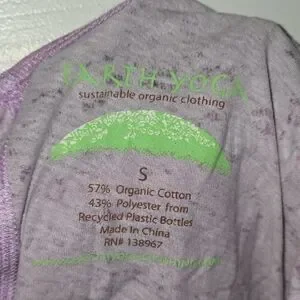 EARTH YOGA
sustainable organic clothing
S
57% Organic Cotton
43% Polyester from
Recycled Plastic Bottles
Made in China
RN# 138967